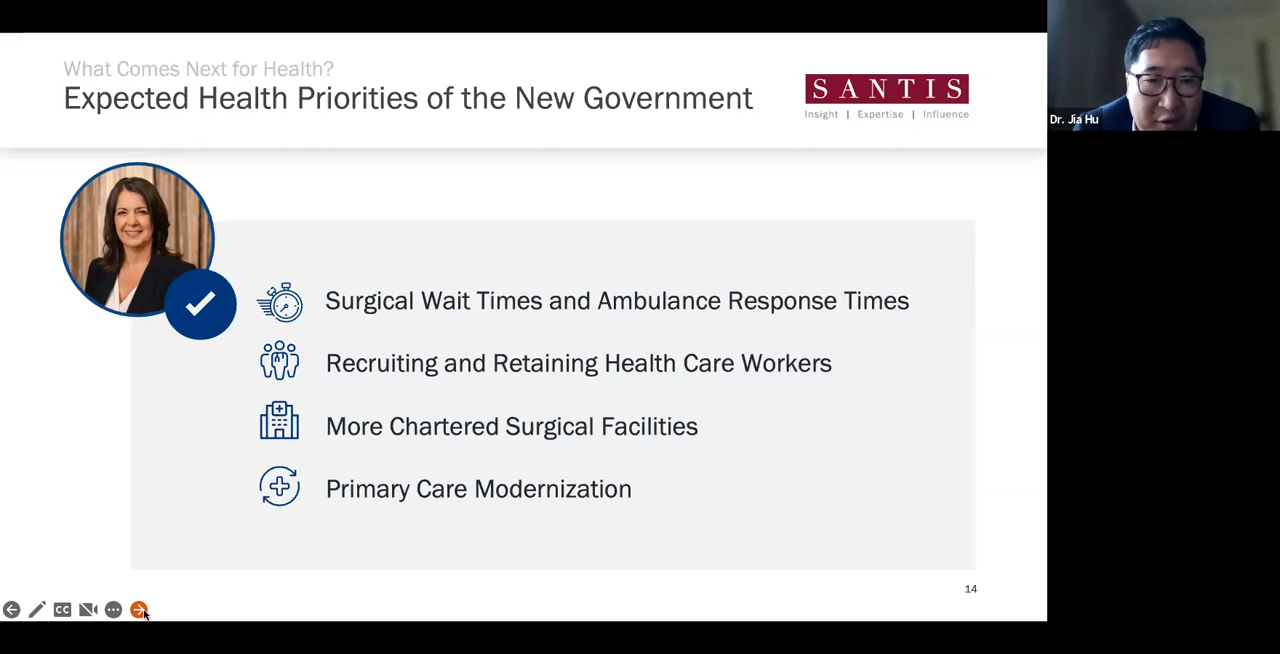 What Comes Next for Health?
Expected Health Priorities of the New Government
SANTIS
Insight | Expertise | Influence
Dr. Jia Hu
Surgical Wait Times and Ambulance Response Times
Recruiting and Retaining Health Care Workers
More Chartered Surgical Facilities
Primary Care Modernization
14
CC